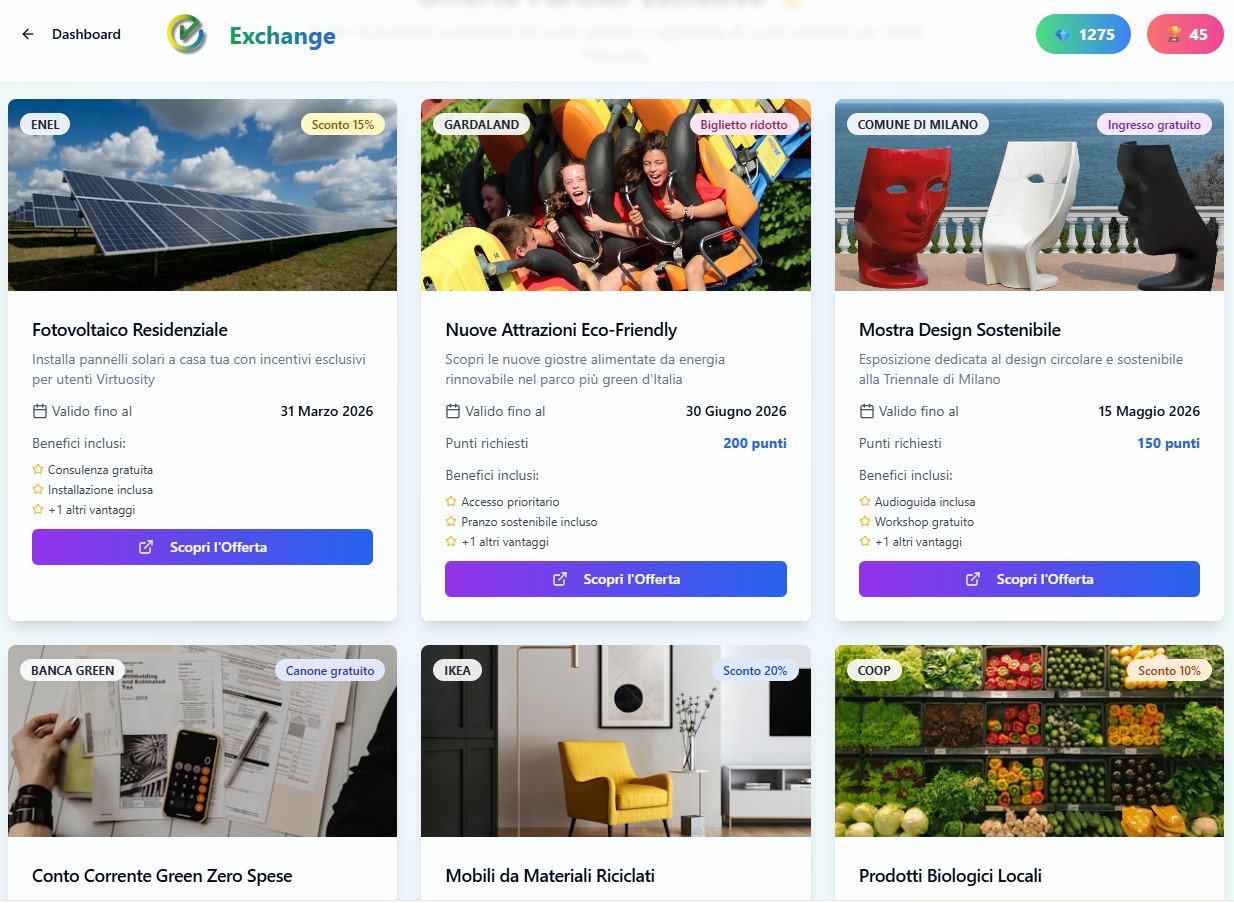 Dashboard
Exchange
1275
45
ENEL
Sconto 15%
GARDALAND
Biglietto ridotto
COMUNE DI MILANO
Ingresso gratuito
Fotovoltaico Residenziale
Installa pannelli solari a casa tua con incentivi esclusivi
per utenti Virtuosity
Valido fino al
31 Marzo 2026
Benefici inclusi:
Consulenza gratuita
Installazione inclusa
+1 altri vantaggi
Scopri l'Offerta
Nuove Attrazioni Eco-Friendly
Scopri le nuove giostre alimentate da energia
rinnovabile nel parco più green d'Italia
Valido fino al
30 Giugno 2026
Punti richiesti
200 punti
Benefici inclusi:
Accesso prioritario
Pranzo sostenibile incluso
+1 altri vantaggi
Scopri l'Offerta
Mostra Design Sostenibile
Esposizione dedicata al design circolare e sostenibile
alla Triennale di Milano
Valido fino al
15 Maggio 2026
Punti richiesti
150 punti
Benefici inclusi:
Audioguida inclusa
Workshop gratuito
+1 altri vantaggi
Scopri l'Offerta
BANCA GREEN
Canone gratuito
IKEA
Sconto 20%
COOP
Sconto 10%
Conto Corrente Green Zero Spese
Mobili da Materiali Riciclati
Prodotti Biologici Locali